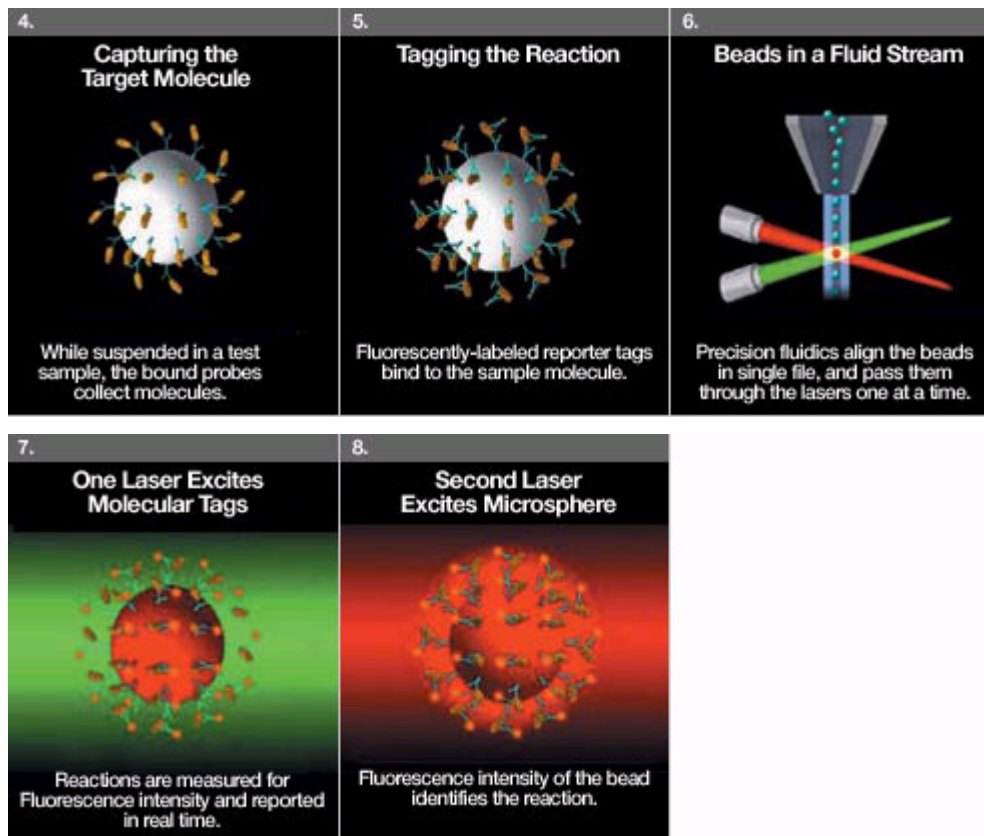 4.
Capturing the
Target Molecule
While suspended in a test
sample, the bound probes
collect molecules.
5.
Tagging the Reaction
Fluorescently-labeled reporter tags
bind to the sample molecule.
6.
Beads in a Fluid Stream
Precision fluidics align the beads
in single file, and pass them
through the lasers one at a time.
7.
One Laser Excites
Molecular Tags
Reactions are measured for
Fluorescence intensity and reported
in real time.
8.
Second Laser
Excites Microsphere
Fluorescence intensity of the bead
identifies the reaction.